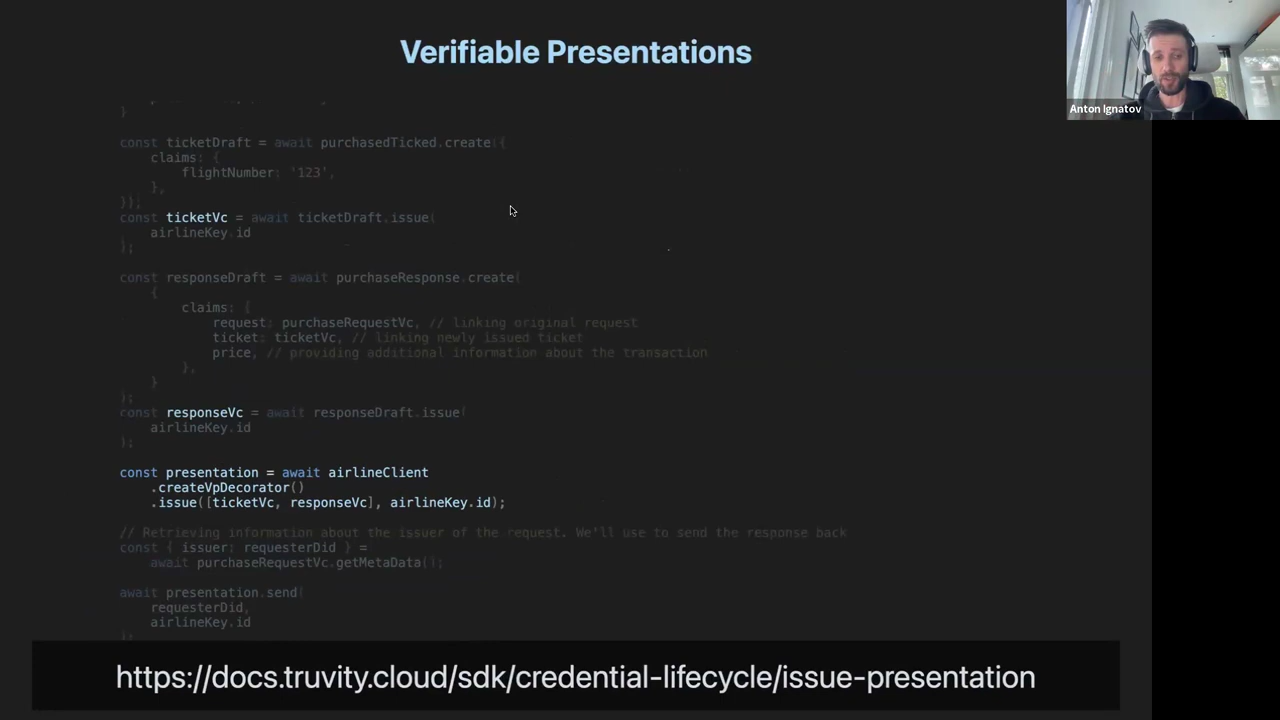 Verifiable Presentations
Anton Ignatov
}
const ticketDraft = await purchasedTicked.create({
claims: {
flightNumber: '123',
},
});
const ticketVc = await ticketDraft.issue(
airlineKey.id
);
const responseDraft = await purchaseResponse.create(
{
claims: {
request: purchaseRequestVc, // linking original request
ticket: ticketVc, // linking newly issued ticket
price, // providing additional information about the transaction
},
}
);
const responseVc = await responseDraft.issue(
airlineKey.id
);
const presentation = await airlineClient
.createVpDecorator()
.issue([ticketVc, responseVc], airlineKey.id);
// Retrieving information about the issuer of the request. We'll use to send the response back
const { issuer: requesterDid } =
await purchaseRequestVc.getMetaData();
await presentation.send(
requesterDid,
airlineKey.id
);
https://docs.truvity.cloud/sdk/credential-lifecycle/issue-presentation